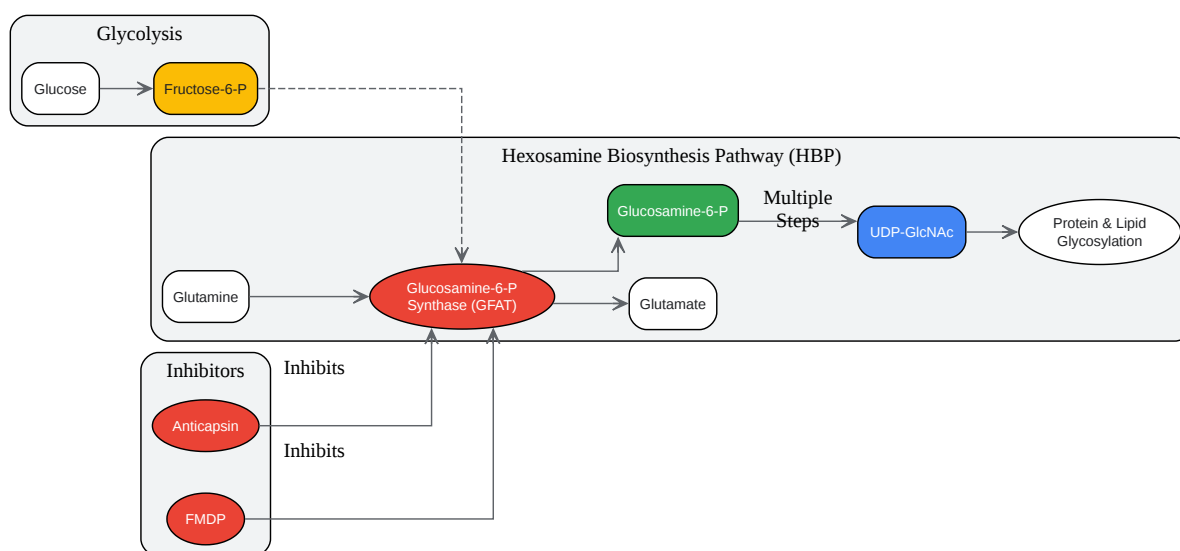 Glycolysis
Glucose
Fructose-6-P
Hexosamine Biosynthesis Pathway (HBP)
Glucosamine-6-P
Multiple
Steps
UDP-GlcNAc
Protein & Lipid
Glycosylation
Glutamine
Glucosamine-6-P
Synthase (GFAT)
Glutamate
Inhibitors
Inhibits
Anticapsin
Inhibits
FMDP